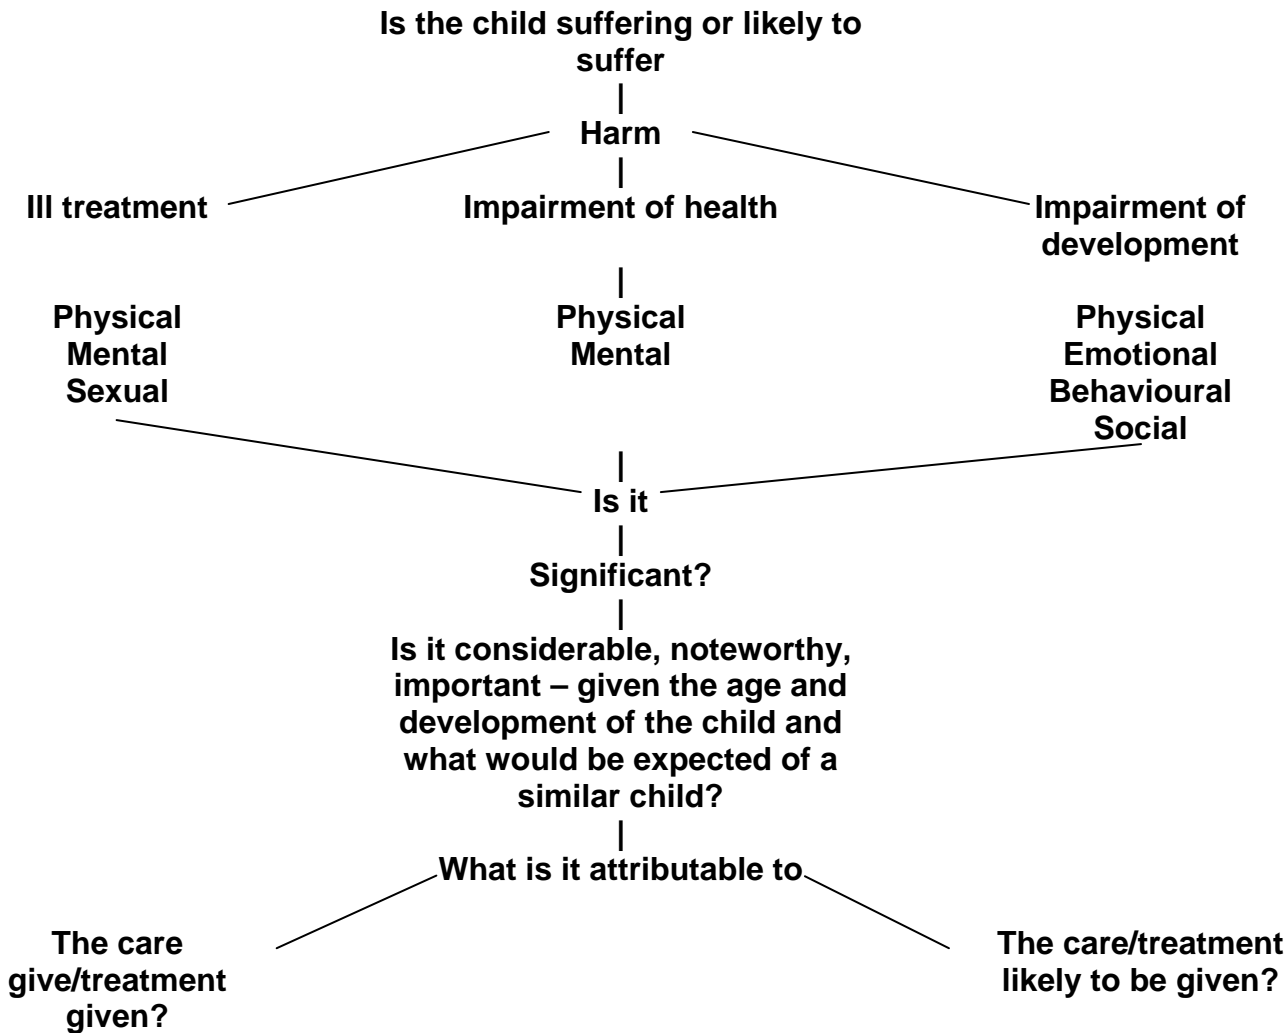 Is the child suffering or likely to
suffer
Harm
Ill treatment
Impairment of health
Impairment of
development
Physical
Mental
Sexual
Physical
Mental
Physical
Emotional
Behavioural
Social
Is it
Significant?
Is it considerable, noteworthy,
important – given the age and
development of the child and
what would be expected of a
similar child?
What is it attributable to
The care
give/treatment
given?
The care/treatment
likely to be given?